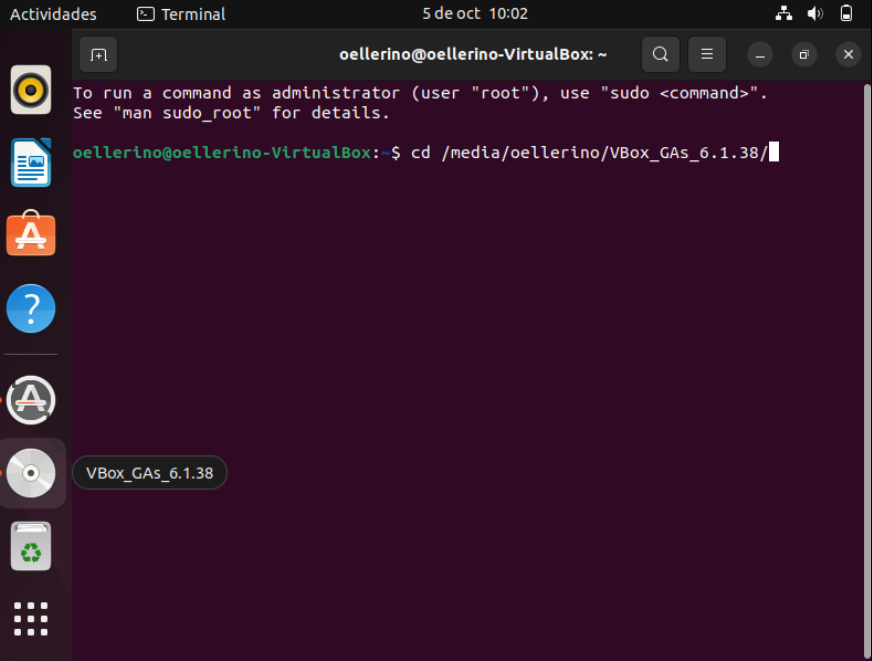 Actividades
Terminal
5 de oct 10:02
oellerino@oellerino-VirtualBox: ~
To run a command as administrator (user "root"), use "sudo <command>".
See "man sudo_root" for details.
oellerino@oellerino-VirtualBox:~$ cd /media/oellerino/VBox_GAs_6.1.38/
VBox_GAs_6.1.38